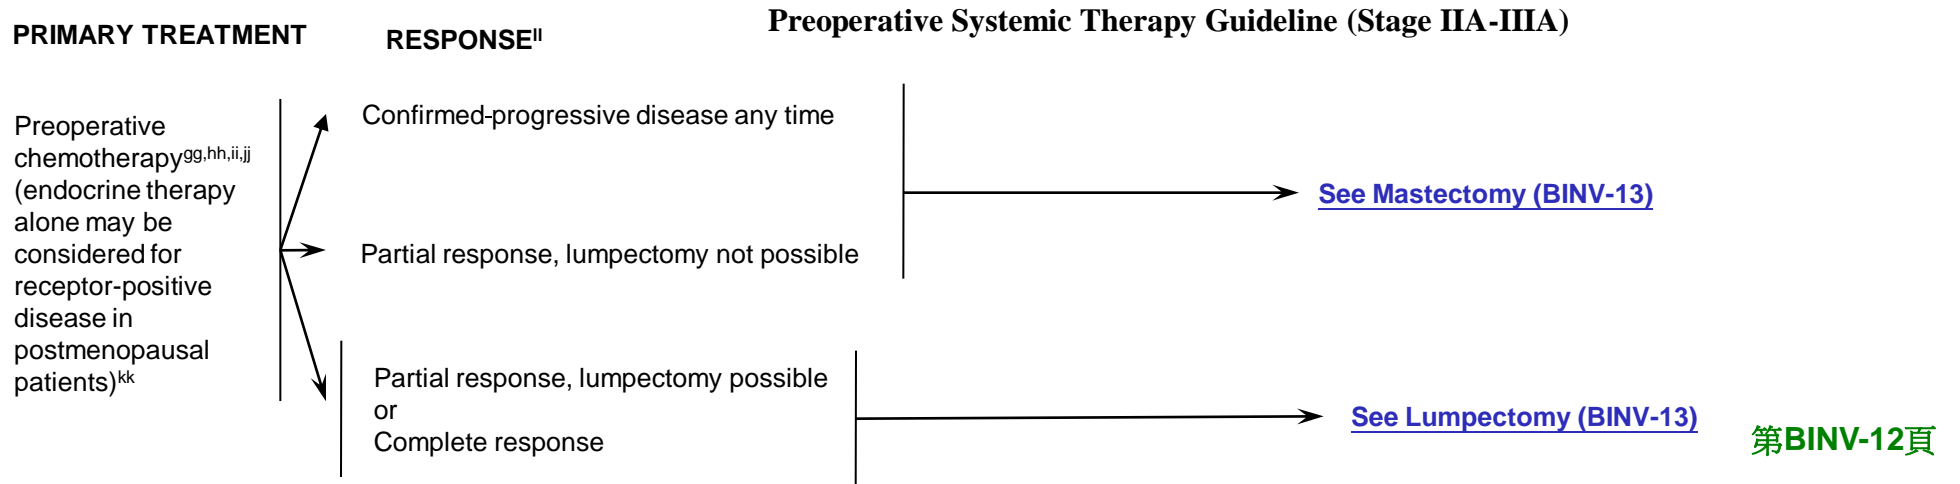 Preoperative Systemic Therapy Guideline (Stage IIA-IIIA)
PRIMARY TREATMENT
RESPONSEll
Preoperative
chemotherapygg,hh,ii,jj
(endocrine therapy
alone may be
considered for
receptor-positive
disease in
postmenopausal
patients)kk
Confirmed-progressive disease any time
Partial response, lumpectomy not possible
See Mastectomy (BINV-13)
Partial response, lumpectomy possible
or
Complete response
See Lumpectomy (BINV-13)
第BINV-12頁